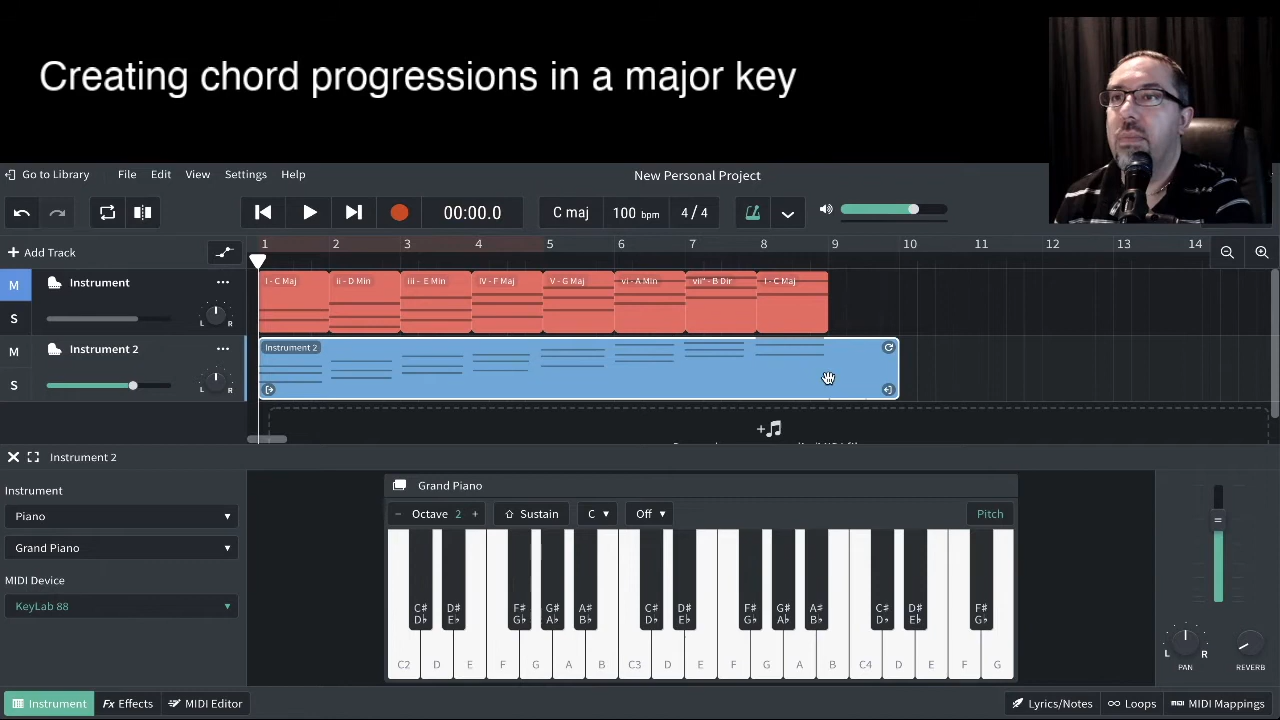 Creating chord progressions in a major key
Go to Library File Edit View Settings Help New Personal Project
00:00.0 C maj 100 bpm 4 / 4
+ Add Track 1 2 3 4 5 6 7 8 9 10 11 12 13 14
M Instrument ... I - C Maj ii - D Min iii - E Min IV - F Maj V - G Maj vi - A Min vii° - B Dir I - C Maj
S L R
M Instrument 2 ... Instrument 2
S L R
Instrument 2
Grand Piano
Instrument
Piano
Grand Piano
MIDI Device
KeyLab 88
− Octave 2 + Sustain C Off Pitch
C# D# F# G# A# C# D# F# G# A# C# D# F#
D♭ E♭ G♭ A♭ B♭ D♭ E♭ G♭ A♭ B♭ D♭ E♭ G♭
C2 D E F G A B C3 D E F G A B C4 D E F G
L R
PAN REVERB
Instrument Fx Effects MIDI Editor Lyrics/Notes Loops MIDI Mappings